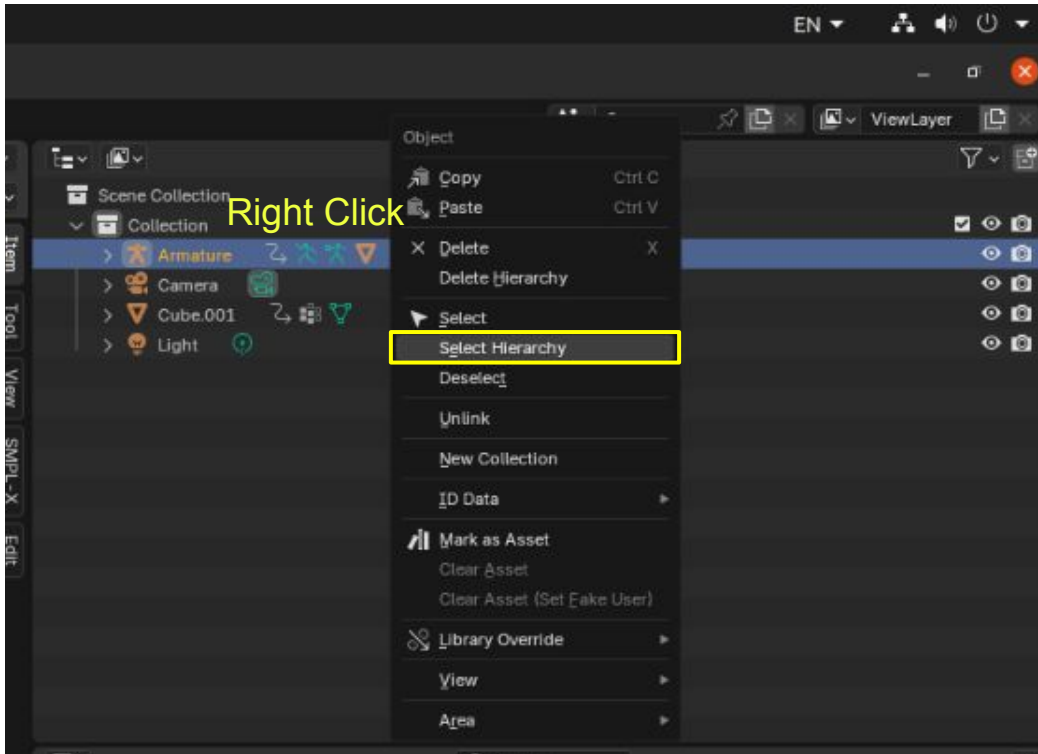 EN
ViewLayer
Object
Scene Collection
Collection
Right Click
Armature
Camera
Cube.001
Light
Copy Ctrl C
Paste Ctrl V
Delete X
Delete Hierarchy
Select
Select Hierarchy
Deselect
Unlink
New Collection
ID Data
Mark as Asset
Clear Asset
Clear Asset (Set Fake User)
Library Override
View
Area
Item
Tool
View
SMPL-X
Edit